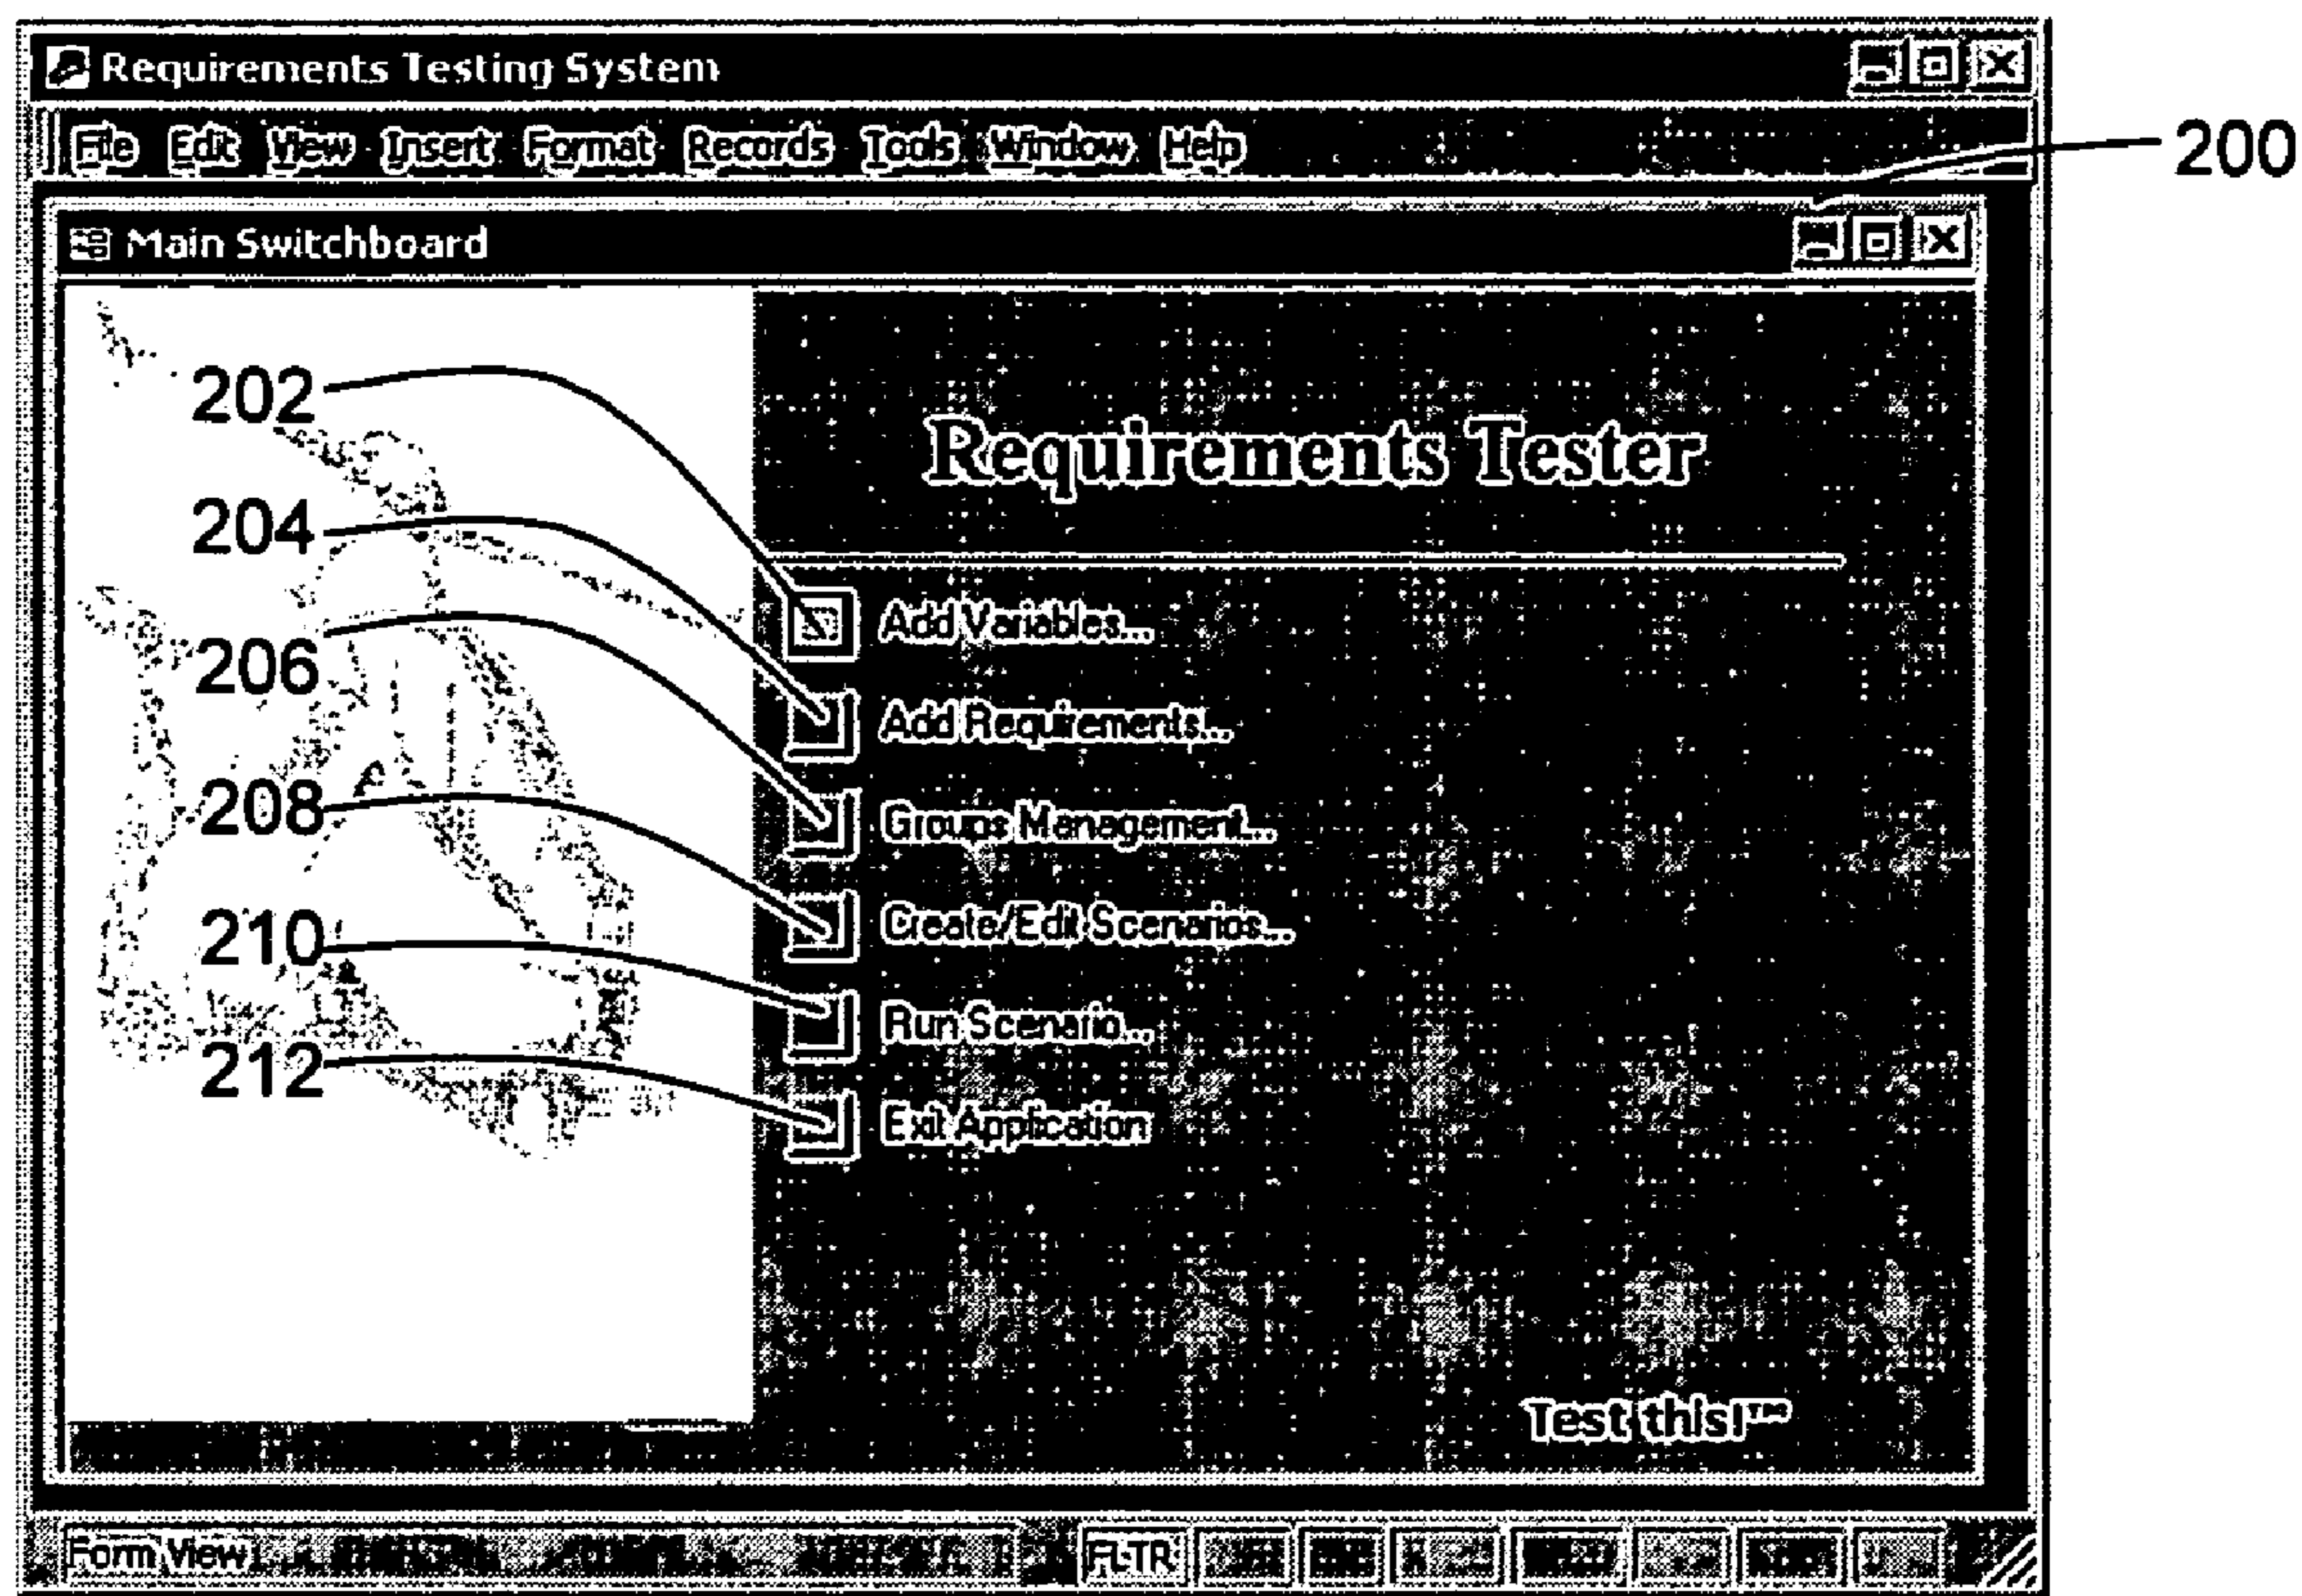 Requirements Testing System
File Edit View Insert Format Records Tools Window Help
200
Main Switchboard
Requirements Tester
202
204
206
208
210
212
Add Variables...
Add Requirements...
Groups Management...
Create/Edit Scenarios...
Run Scenario...
Exit Application
Test this!™
Form View
FLTR